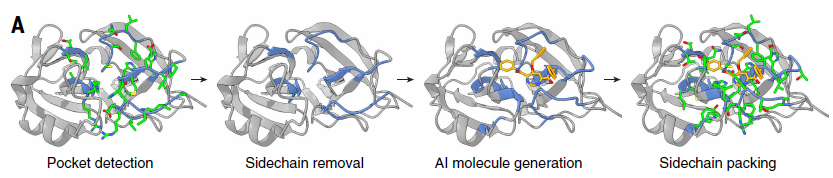 A
Pocket detection
Sidechain removal
AI molecule generation
Sidechain packing